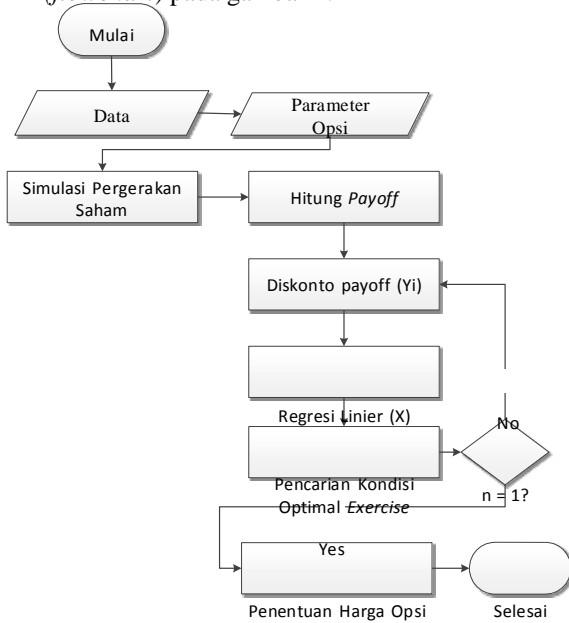 Mulai
Data
Parameter
Opsi
Simulasi Pergerakan
Saham
Hitung Payoff
Diskonto payoff (Yi)
Regresi Linier (X)
No
Pencarian Kondisi
Optimal Exercise
n = 1?
Yes
Penentuan Harga Opsi
Selesai